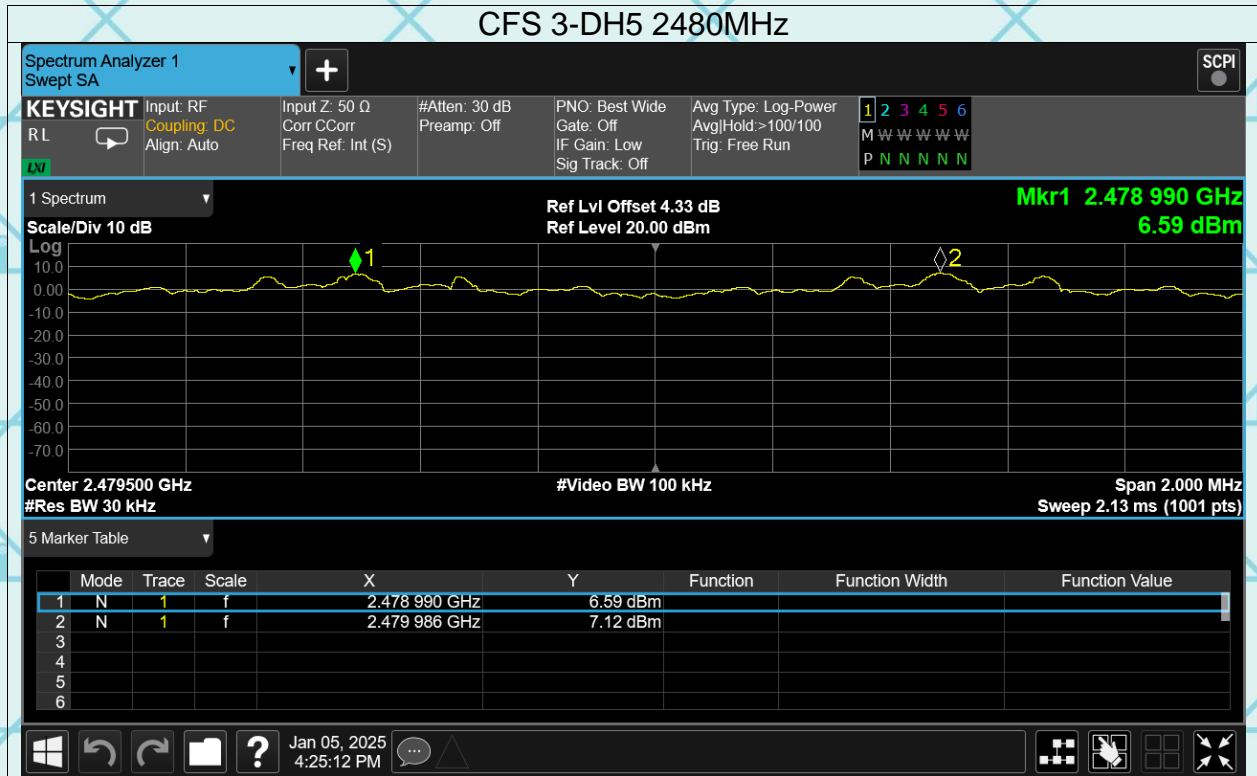 CFS 3-DH5 2480MHz
Spectrum Analyzer 1
Swept SA
SCPI
KEYSIGHT
RL
LXI
Input: RF
Coupling: DC
Align: Auto
Input Z: 50 Ω
Corr CCorr
Freq Ref: Int (S)
#Atten: 30 dB
Preamp: Off
PNO: Best Wide
Gate: Off
IF Gain: Low
Sig Track: Off
Avg Type: Log-Power
Avg|Hold:>100/100
Trig: Free Run
1 2 3 4 5 6
M W W W W W
P N N N N N
1 Spectrum
Scale/Div 10 dB
Ref Lvl Offset 4.33 dB
Ref Level 20.00 dBm
Mkr1 2.478 990 GHz
6.59 dBm
Log
10.0
0.00
-10.0
-20.0
-30.0
-40.0
-50.0
-60.0
-70.0
1
2
Center 2.479500 GHz
#Video BW 100 kHz
Span 2.000 MHz
#Res BW 30 kHz
Sweep 2.13 ms (1001 pts)
5 Marker Table
Mode Trace Scale X Y Function Function Width Function Value
1 N 1 f 2.478 990 GHz 6.59 dBm
2 N 1 f 2.479 986 GHz 7.12 dBm
3
4
5
6
?
Jan 05, 2025
4:25:12 PM